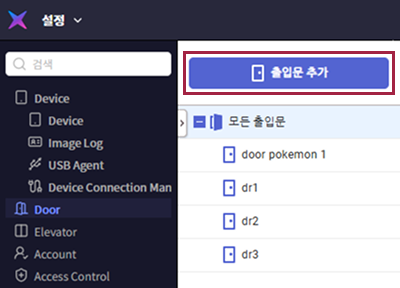 설정
검색
Device
Device
Image Log
USB Agent
Device Connection Man
Door
Elevator
Account
Access Control
출입문 추가
모든 출입문
door pokemon 1
dr1
dr2
dr3